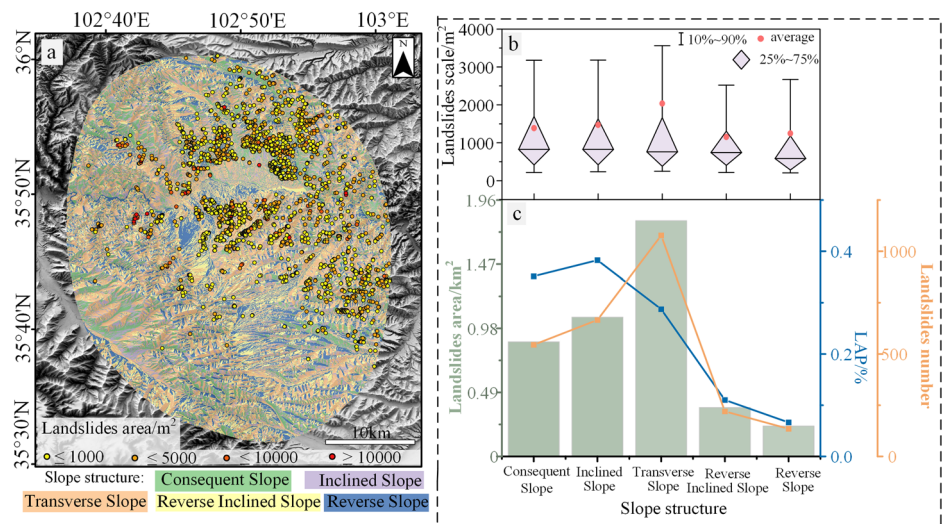 102°40'E
102°50'E
103°E
a
N
36°N
35°50'N
35°40'N
35°30'N
Landslides area/m²
≤ 1000
≤ 5000
≤ 10000
> 10000
10km
Slope structure:
Consequent Slope
Inclined Slope
Transverse Slope
Reverse Inclined Slope
Reverse Slope
b
Landslides scale/m²
4000
3000
2000
1000
0
10%~90%
average
25%~75%
c
Landslides area/km²
1.96
1.47
0.98
0.49
0
LAP/%
0.4
0.2
0.0
Landslides number
1000
500
0
Consequent
Slope
Inclined
Slope
Transverse
Slope
Reverse
Inclined Slope
Reverse
Slope
Slope structure